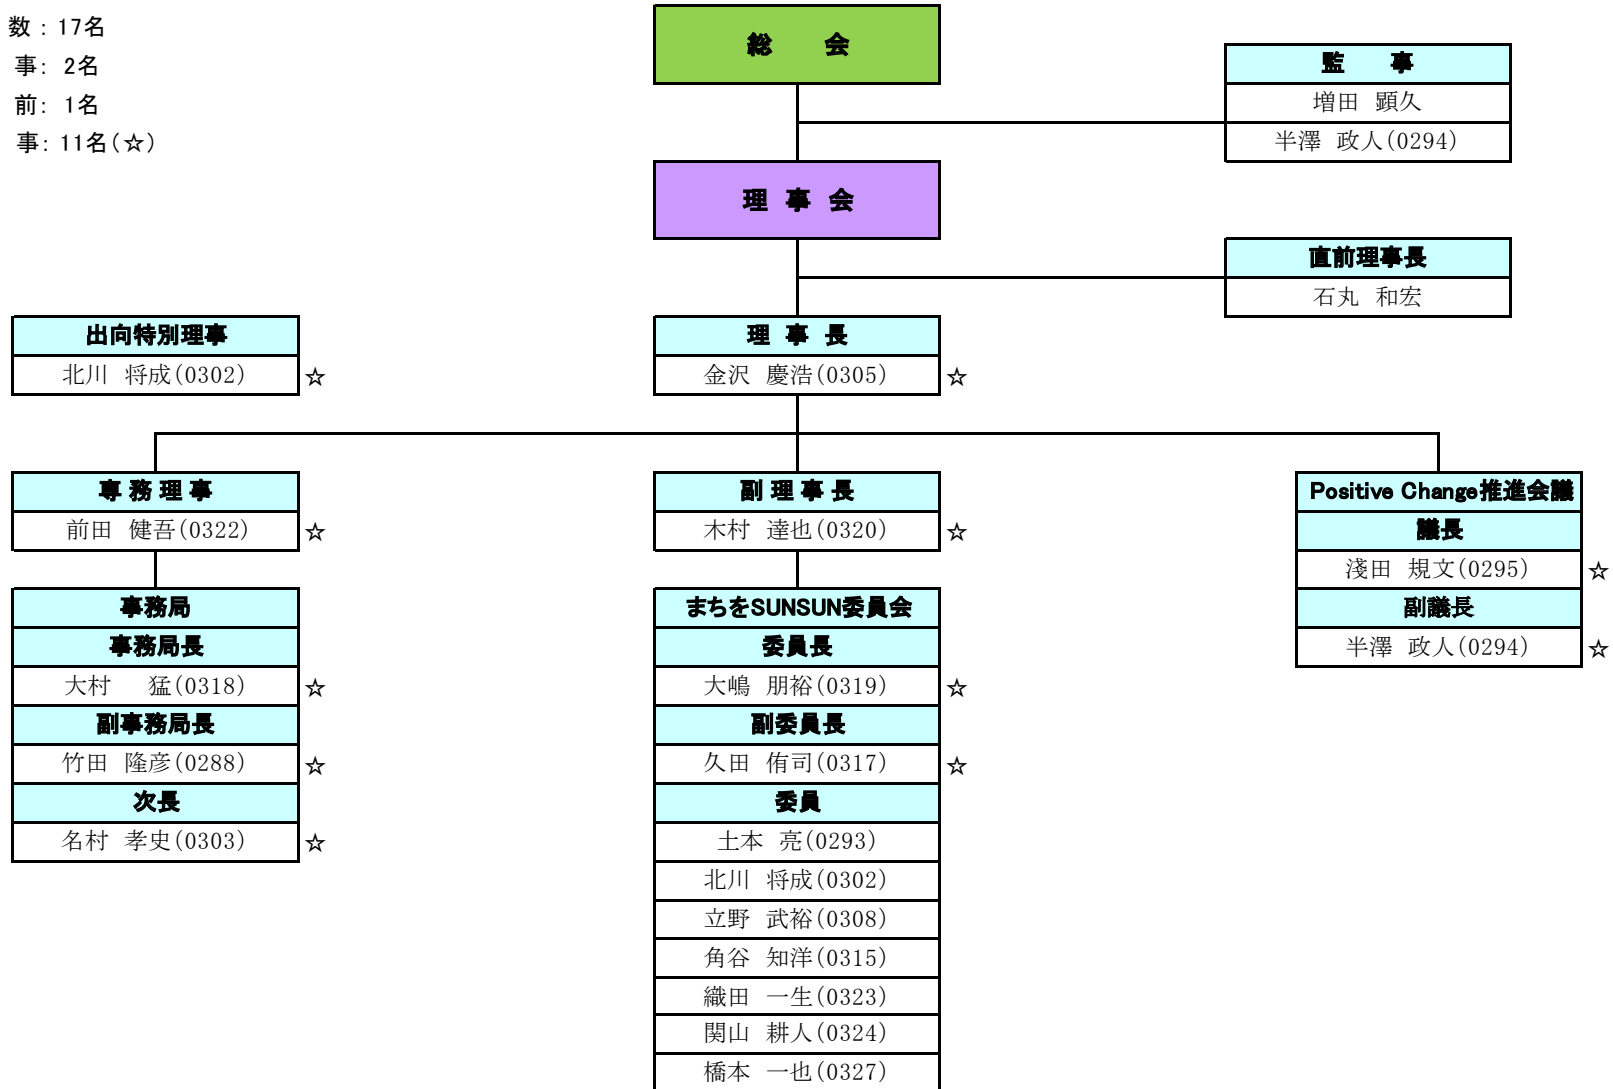 数 : 17名
事: 2名
前: 1名
事: 11名(☆)
総 会
監 事
増田 顕久
半澤 政人(0294)
理 事 会
直前理事長
石丸 和宏
出向特別理事
北川 将成(0302) ☆
理 事 長
金沢 慶浩(0305) ☆
専 務 理 事
前田 健吾(0322) ☆
副 理 事 長
木村 達也(0320) ☆
Positive Change推進会議
議長
淺田 規文(0295) ☆
副議長
半澤 政人(0294) ☆
事務局
事務局長
大村 猛(0318) ☆
副事務局長
竹田 隆彦(0288) ☆
次長
名村 孝史(0303) ☆
まちをSUNSUN委員会
委員長
大嶋 朋裕(0319) ☆
副委員長
久田 侑司(0317) ☆
委員
土本 亮(0293)
北川 将成(0302)
立野 武裕(0308)
角谷 知洋(0315)
織田 一生(0323)
関山 耕人(0324)
橋本 一也(0327)